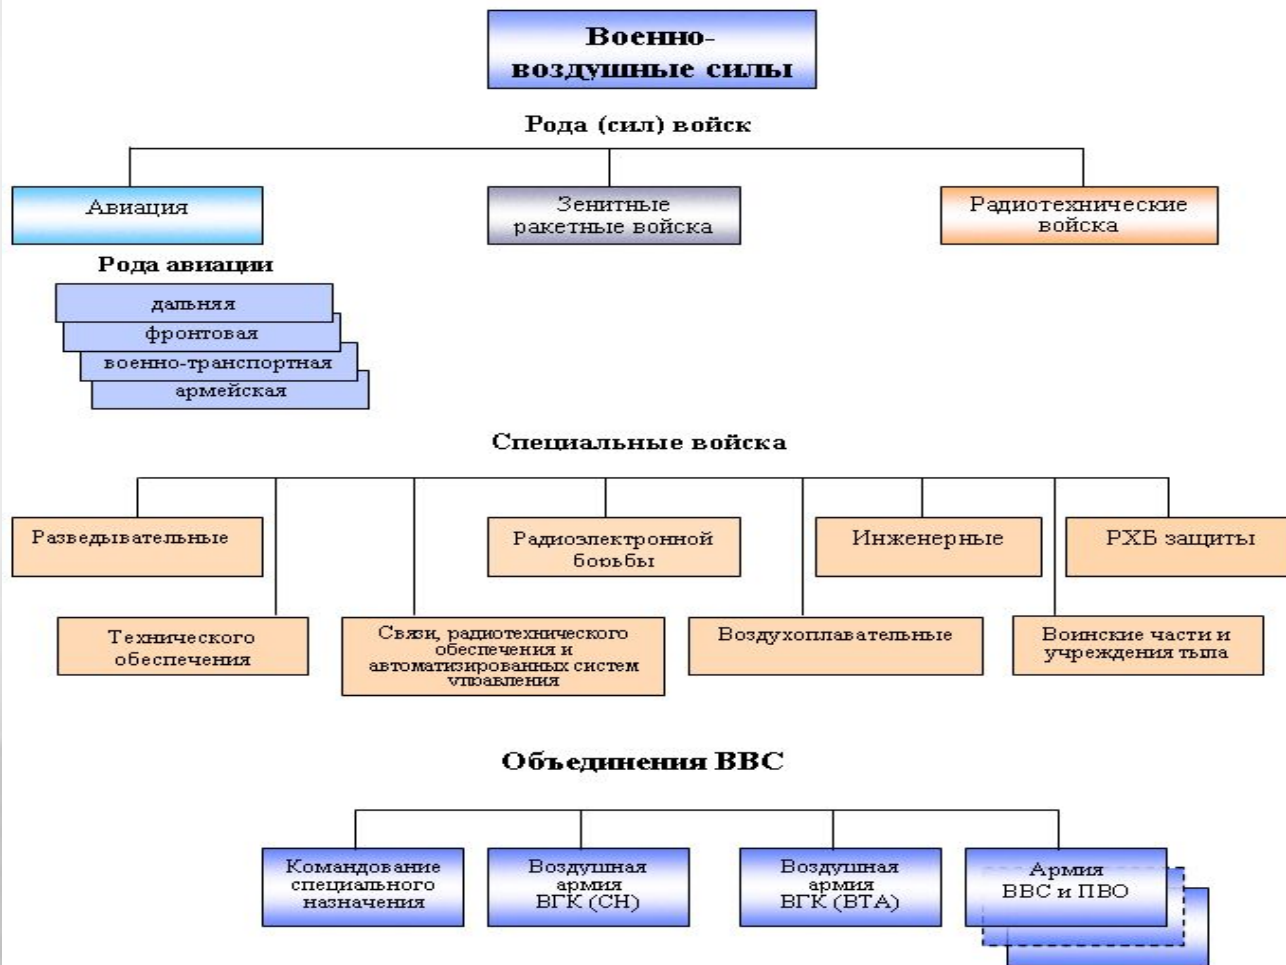 Военно-
воздушные силы
Рода (сил) войск
Авиация
Зенитные
ракетные войска
Радиотехнические
войска
Рода авиации
дальняя
фронтовая
военно-транспортная
армейская
Специальные войска
Разведывательные
Радиоэлектронной
борьбы
Инженерные
РХБ защиты
Технического
обеспечения
Связи, радиотехнического
обеспечения и
автоматизированных систем
управления
Воздухоплавательные
Воинские части и
учреждения тыла
Объединения ВВС
Командование
специального
назначения
Воздушная
армия
ВГК (СН)
Воздушная
армия
ВГК (ВТА)
Армия
ВВС и ПВО